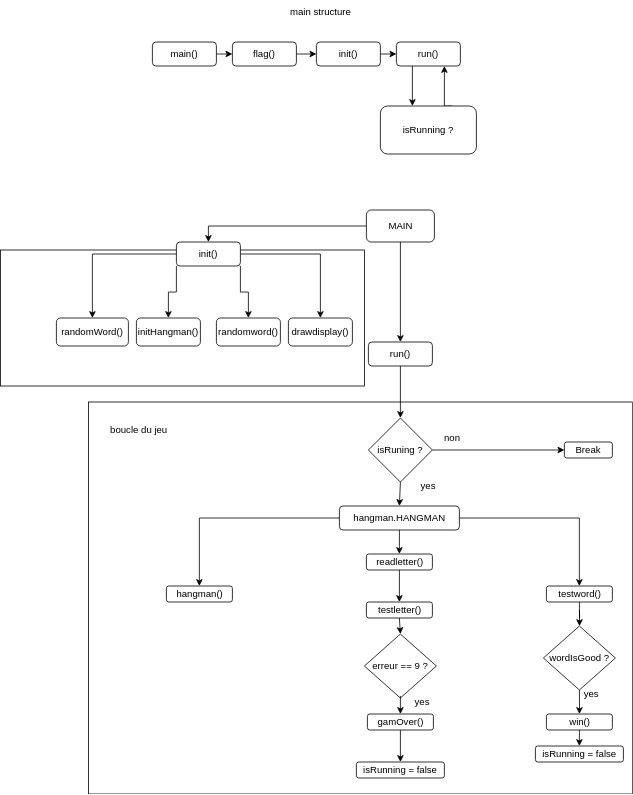 main structure
main()
flag()
init()
run()
isRunning ?
MAIN
init()
randomWord()
initHangman()
randomword()
drawdisplay()
run()
boucle du jeu
isRuning ?
non
Break
yes
hangman.HANGMAN
readletter()
hangman()
testword()
testletter()
erreur == 9 ?
wordIsGood ?
yes
yes
gamOver()
win()
isRunning = false
isRunning = false